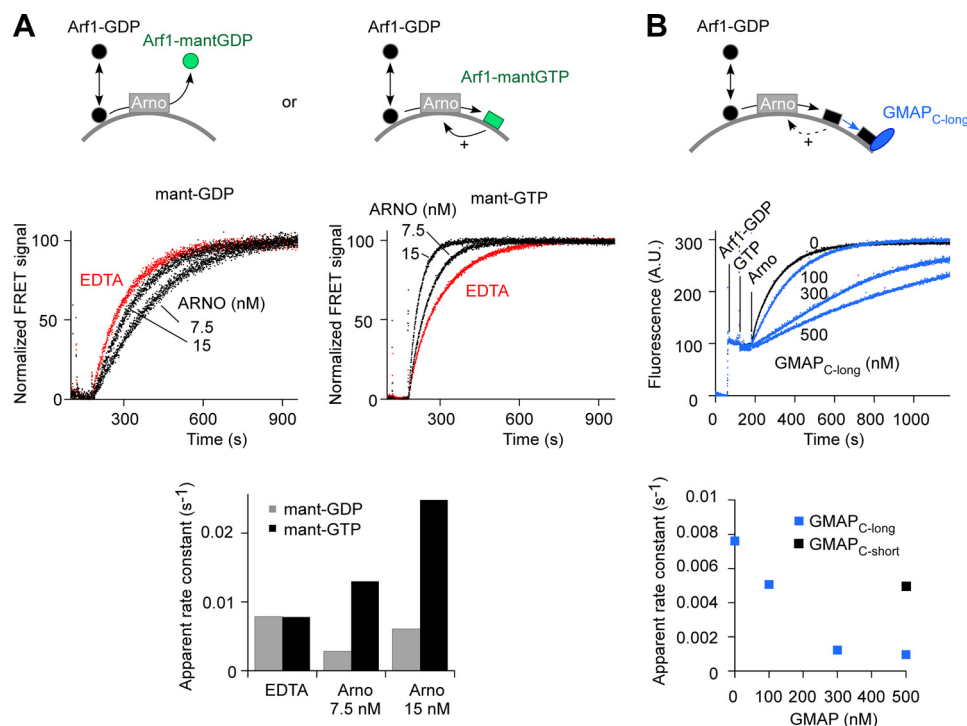 A
Arf1-GDP
Arf1-mantGDP
Arno
or
Arf1-GDP
Arf1-mantGTP
Arno
+
mant-GDP
Normalized FRET signal
100
50
0
EDTA
ARNO (nM)
7.5
15
300
600
900
Time (s)
mant-GTP
Normalized FRET signal
100
50
0
ARNO (nM)
7.5
15
EDTA
300
600
900
Time (s)
Apparent rate constant (s-1)
0.01
0
mant-GDP
mant-GTP
EDTA
Arno
7.5 nM
Arno
15 nM
B
Arf1-GDP
Arno
+
GMAPC-long
Fluorescence (A.U.)
300
200
100
0
Arf1-GDP
GTP
Arno
0
100
300
500
GMAPC-long (nM)
0
200
400
600
800
1000
Time (s)
Apparent rate constant (s-1)
0.01
0.008
0.006
0.004
0.002
0
GMAPC-long
GMAPC-short
0
100
200
300
400
500
GMAP (nM)